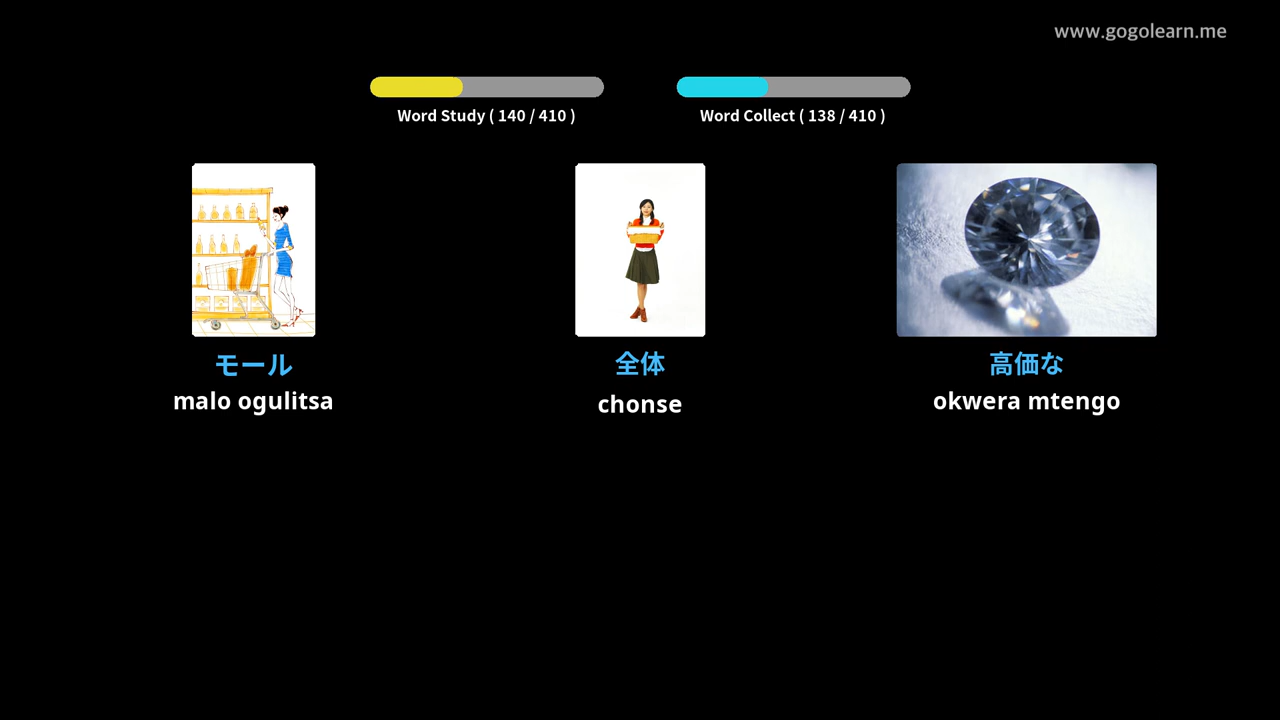 www.gogolearn.me
Word Study ( 140 / 410 )
Word Collect ( 138 / 410 )
モール
malo ogulitsa
全体
chonse
高価な
okwera mtengo